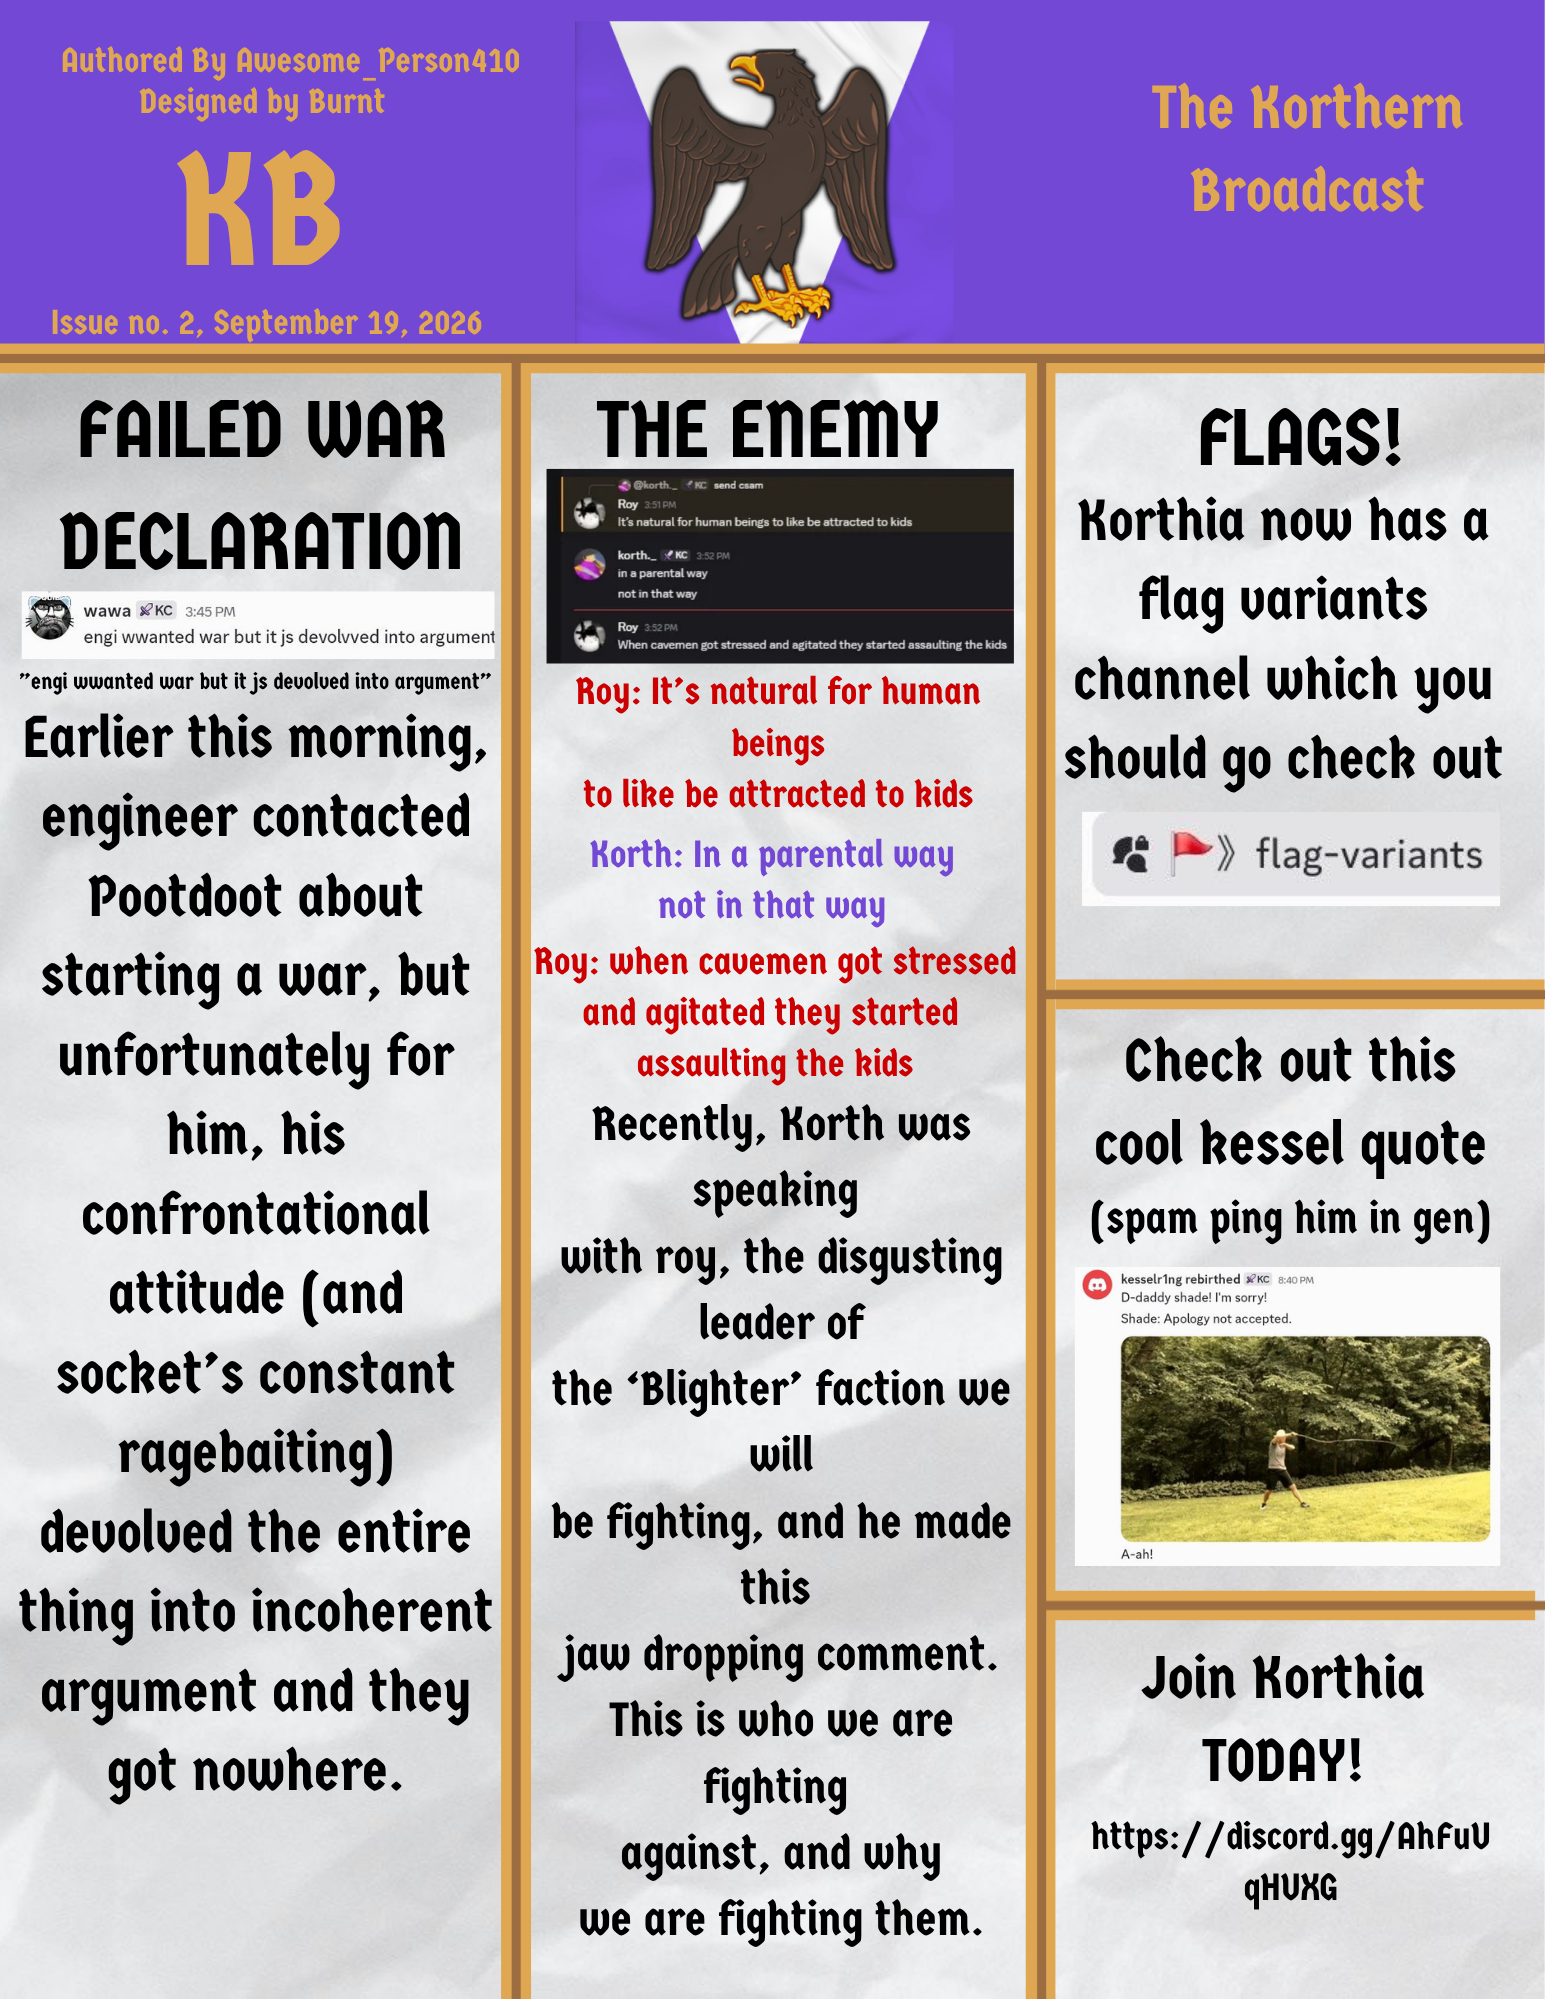 Authored By Awesome_Person410
Designed by Burnt
KB
Issue no. 2, September 19, 2026
The Korthern
Broadcast
FAILED WAR
DECLARATION
wawa KC 3:45 PM
engi wwanted war but it js devolvved into argument
"engi wwanted war but it js devolved into argument"
Earlier this morning,
engineer contacted
Pootdoot about
starting a war, but
unfortunately for
him, his
confrontational
attitude (and
socket's constant
ragebaiting)
devolved the entire
thing into incoherent
argument and they
got nowhere.
THE ENEMY
@korth._ KC send csam
Roy 3:51 PM
It's natural for human beings to like be attracted to kids
korth._ KC 3:52 PM
in a parental way
not in that way
Roy 3:52 PM
When cavemen got stressed and agitated they started assaulting the kids
Roy: It's natural for human
beings
to like be attracted to kids
Korth: In a parental way
not in that way
Roy: when cavemen got stressed
and agitated they started
assaulting the kids
Recently, Korth was
speaking
with roy, the disgusting
leader of
the 'Blighter' faction we
will
be fighting, and he made
this
jaw dropping comment.
This is who we are
fighting
against, and why
we are fighting them.
FLAGS!
Korthia now has a
flag variants
channel which you
should go check out
flag-variants
Check out this
cool kessel quote
(spam ping him in gen)
kesselr1ng rebirthed KC 8:40 PM
D-daddy shade! I'm sorry!
Shade: Apology not accepted.
A-ah!
Join Korthia
TODAY!
https://discord.gg/AhFuU
qHUXG